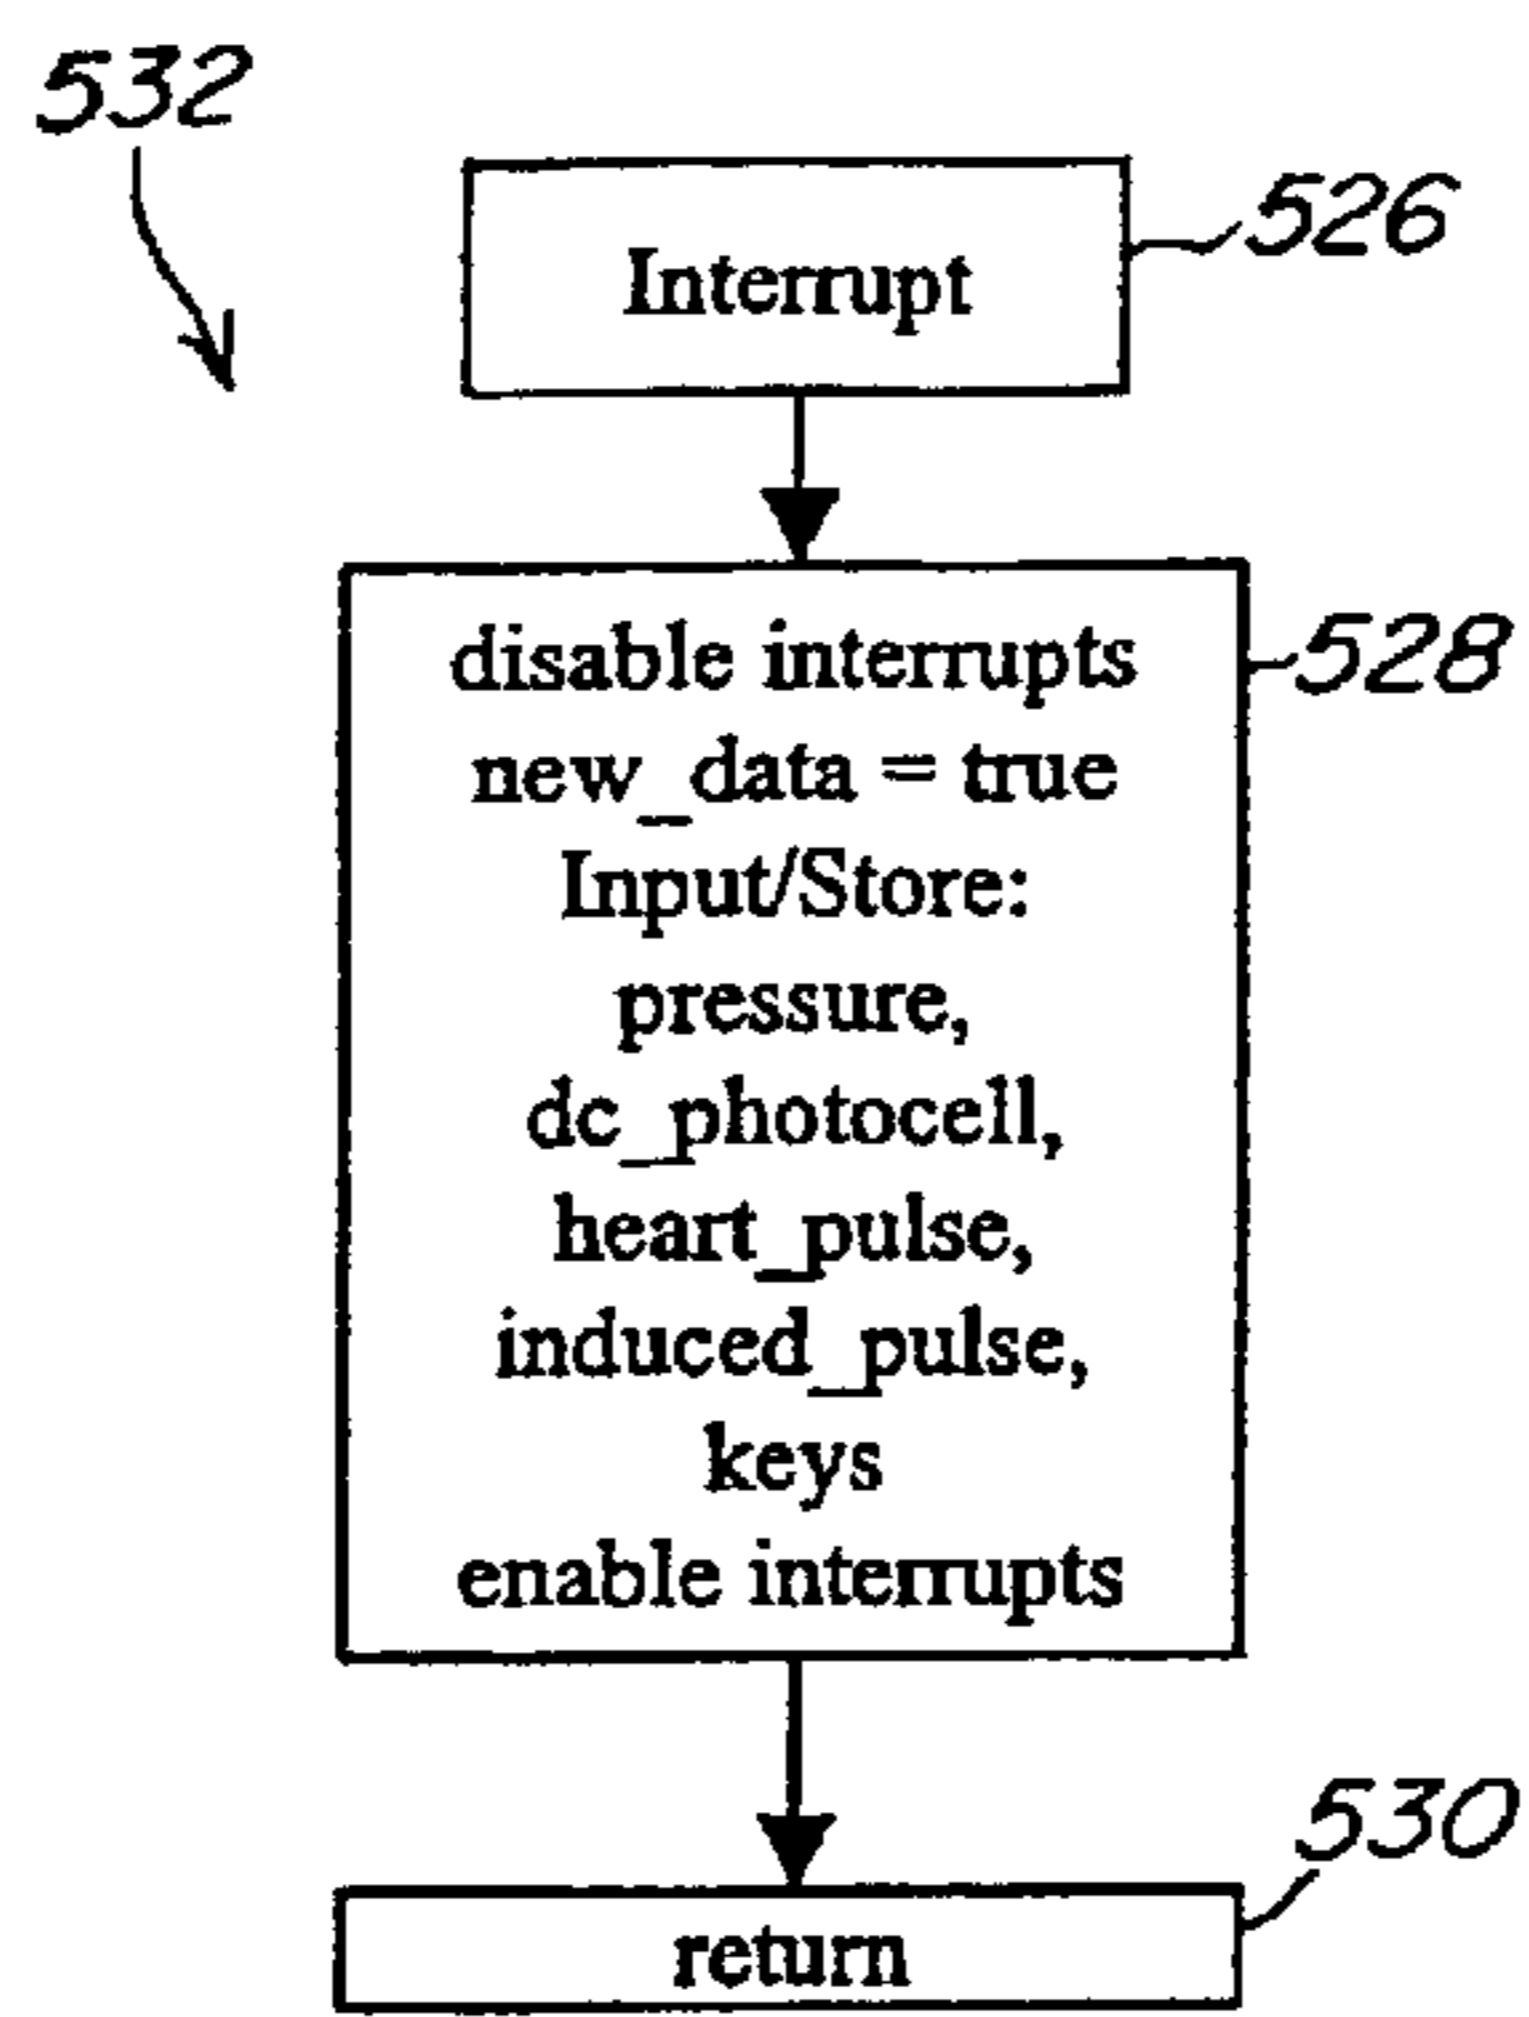 532
Interrupt
526
disable interrupts
528
new_data = true
Input/Store:
pressure,
dc_photocell,
heart_pulse,
induced_pulse,
keys
enable interrupts
530
return